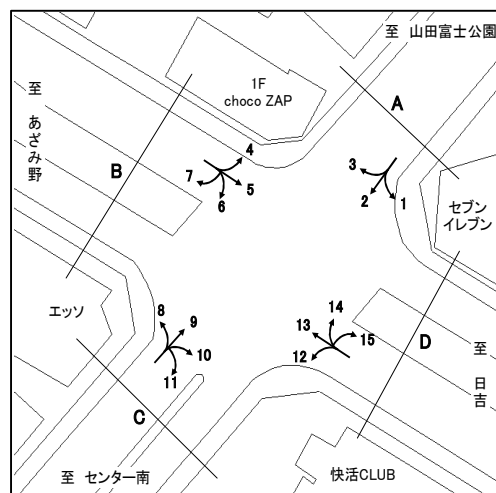 至 山田富士公園
1F
choco ZAP
A
至 あざみ野
B
4
7
5
6
3
2
1
セブン
イレブン
エッソ
8
9
10
11
14
13
15
12
D
至 日吉
C
至 センター南
快活CLUB